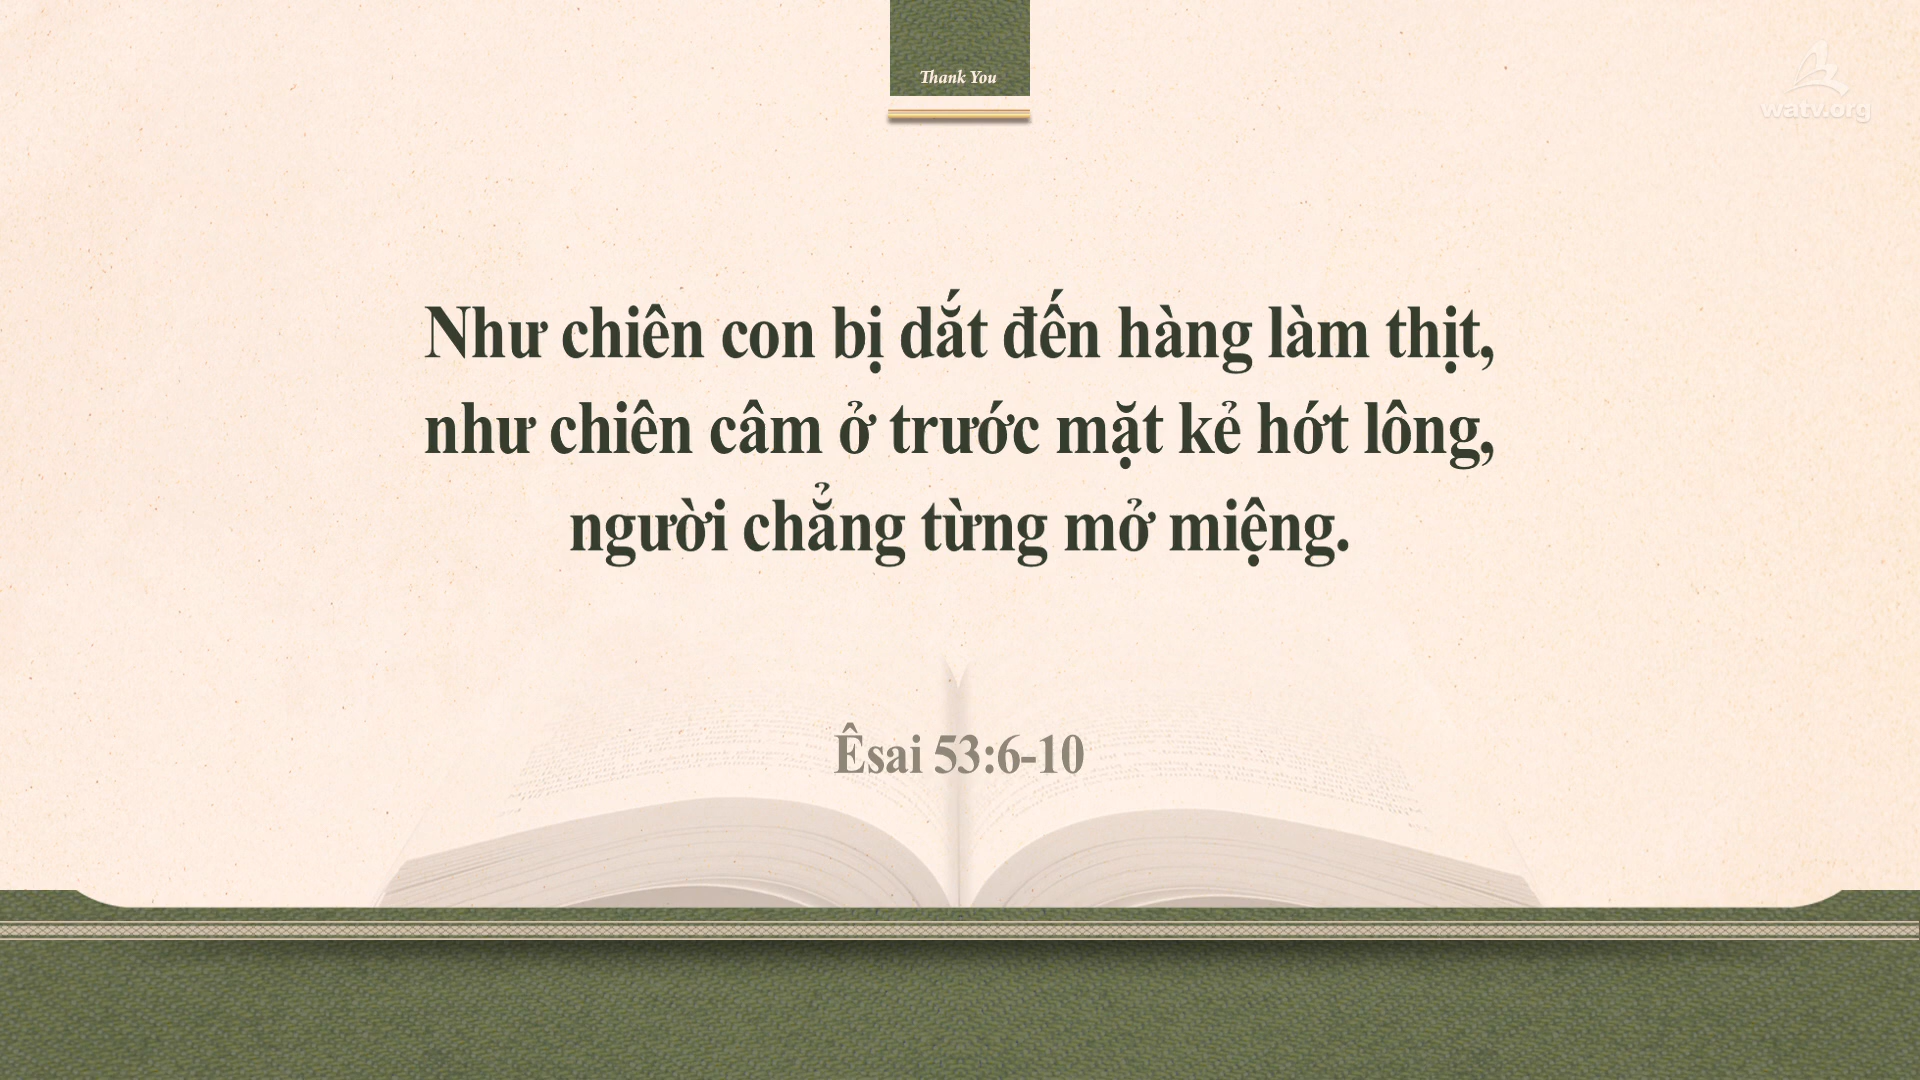 Thank You
watv.org
Như chiên con bị dắt đến hàng làm thịt,
như chiên câm ở trước mặt kẻ hớt lông,
người chẳng từng mở miệng.
Êsai 53:6-10